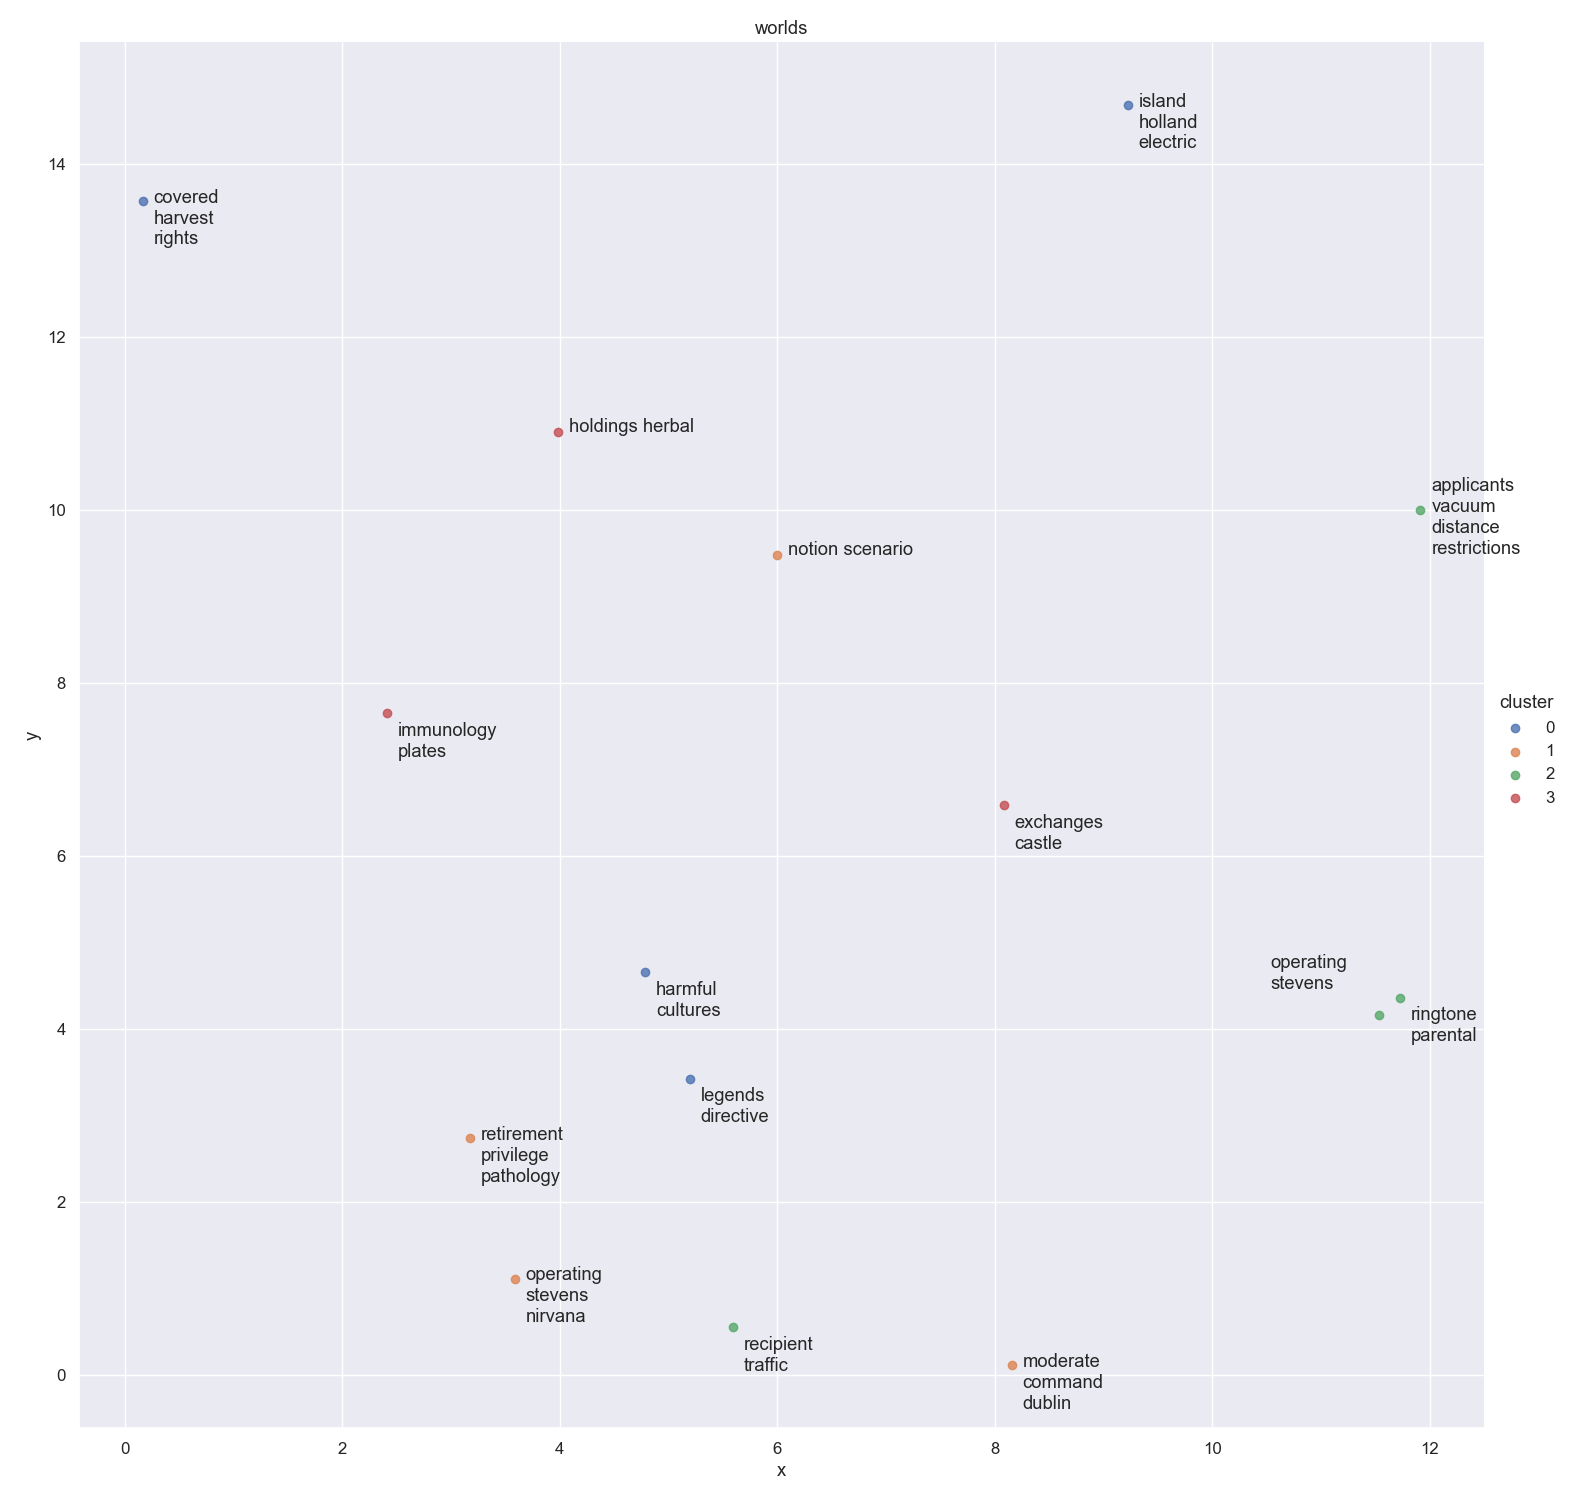 worlds
island
holland
electric
14
covered
harvest
rights
12
holdings herbal
10
applicants
vacuum
distance
restrictions
notion scenario
8
immunology
plates
y
cluster
0
1
2
3
exchanges
castle
6
operating
stevens
harmful
cultures
4
ringtone
parental
legends
directive
retirement
privilege
pathology
2
operating
stevens
nirvana
recipient
traffic
moderate
command
dublin
0
0 2 4 6 8 10 12
x